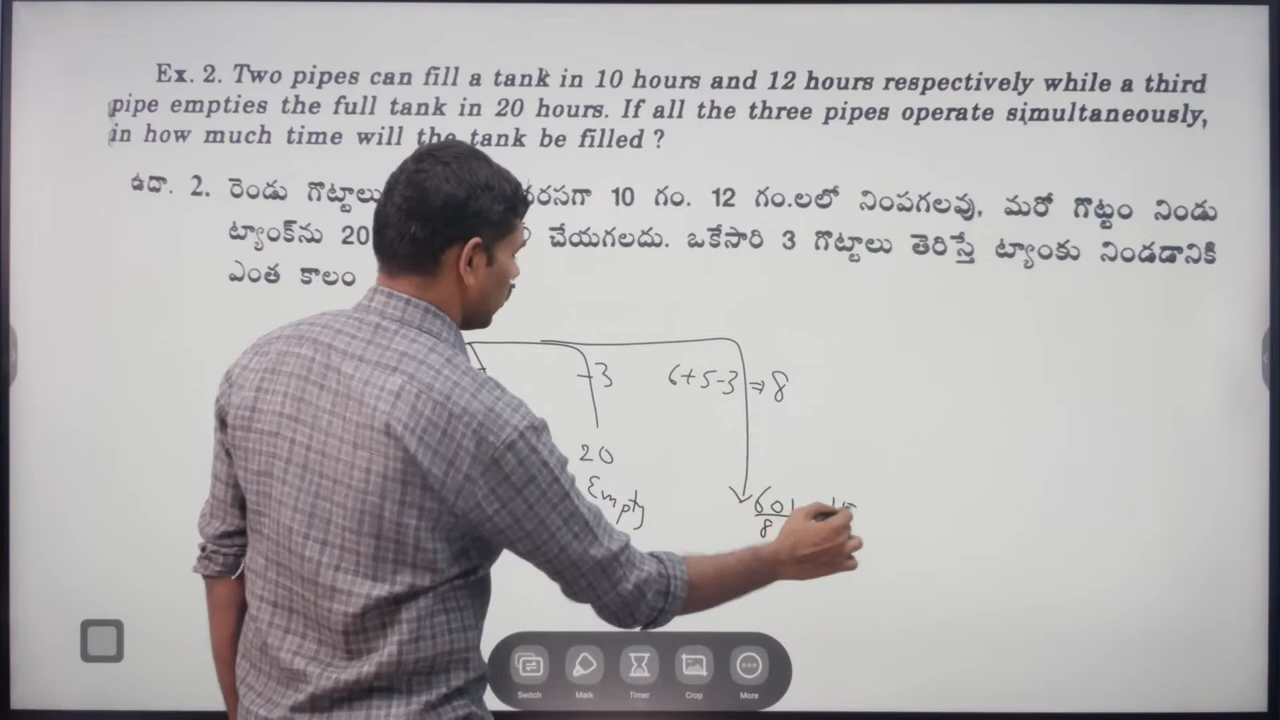 Ex. 2. Two pipes can fill a tank in 10 hours and 12 hours respectively while a third
pipe empties the full tank in 20 hours. If all the three pipes operate simultaneously,
in how much time will the tank be filled ?
ఉదా. 2. రెండు గొట్టాలు రసగా 10 గం. 12 గం.లలో నింపగలవు, మరో గొట్టం నిండు
ట్యాంక్‌ను 20 చేయగలదు. ఒకేసారి 3 గొట్టాలు తెరిస్తే ట్యాంకు నిండడానికి
ఎంత కాలం
-3 6+5-3 ⇒ 8
20
Empty
60
8
Switch Mark Timer Crop More